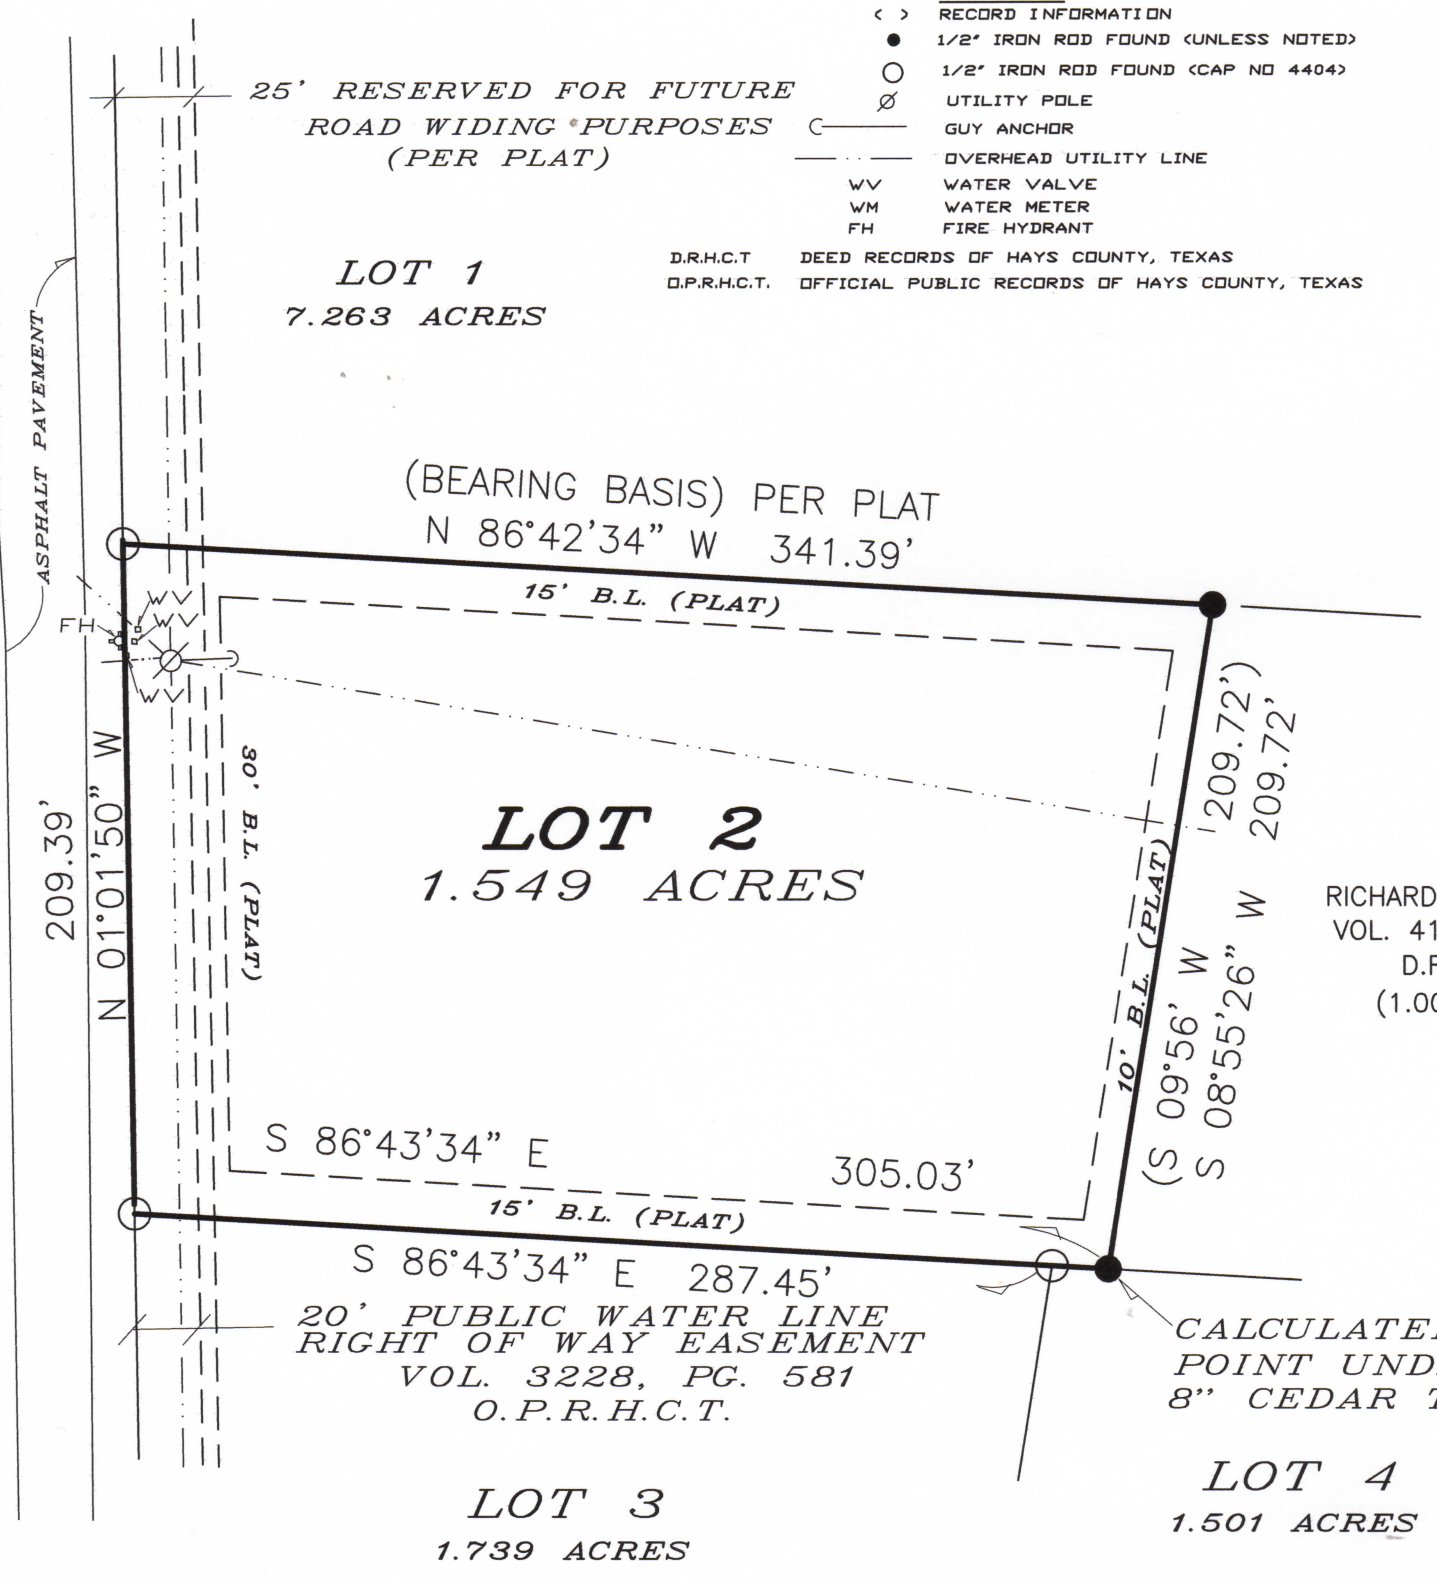 < > RECORD INFORMATION
1/2" IRON ROD FOUND <UNLESS NOTED>
1/2" IRON ROD FOUND <CAP NO 4404>
UTILITY POLE
GUY ANCHOR
OVERHEAD UTILITY LINE
WV WATER VALVE
WM WATER METER
FH FIRE HYDRANT
D.R.H.C.T DEED RECORDS OF HAYS COUNTY, TEXAS
O.P.R.H.C.T. OFFICIAL PUBLIC RECORDS OF HAYS COUNTY, TEXAS
25' RESERVED FOR FUTURE
ROAD WIDING PURPOSES
(PER PLAT)
LOT 1
7.263 ACRES
ASPHALT PAVEMENT
(BEARING BASIS) PER PLAT
N 86°42'34" W 341.39'
15' B.L. (PLAT)
WV
WV
FH
WV
209.39'
N 01°01'50" W
30' B.L. (PLAT)
LOT 2
1.549 ACRES
10' B.L. (PLAT)
(S 09°56' W 209.72')
S 08°55'26" W 209.72'
RICHARD
VOL. 41
(1.00
S 86°43'34" E 305.03'
15' B.L. (PLAT)
S 86°43'34" E 287.45'
20' PUBLIC WATER LINE
RIGHT OF WAY EASEMENT
VOL. 3228, PG. 581
O.P.R.H.C.T.
CALCULATE
POINT UND
8" CEDAR T
LOT 3
1.739 ACRES
LOT 4
1.501 ACRES